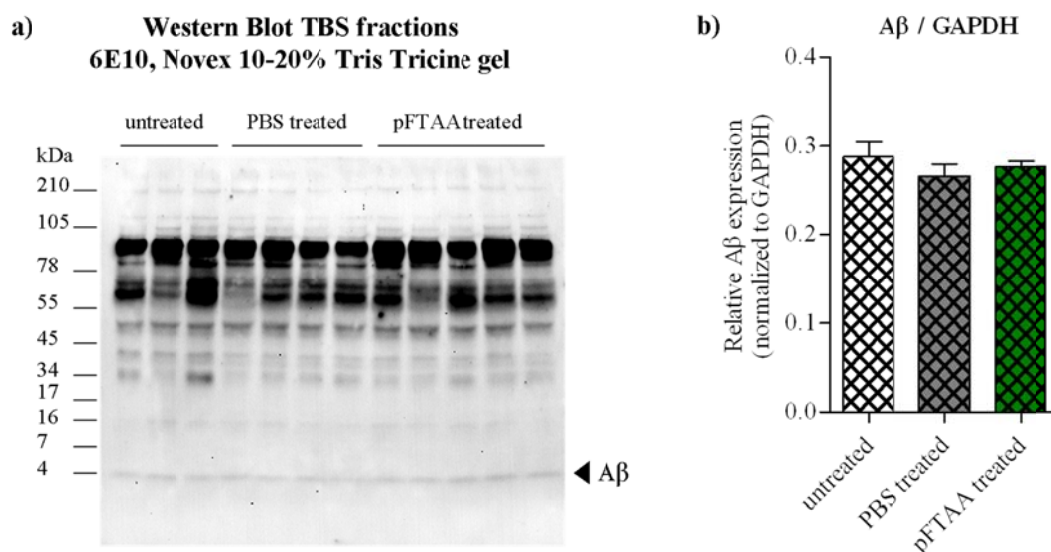 a)
Western Blot TBS fractions
6E10, Novex 10-20% Tris Tricine gel
untreated PBS treated pFTAA treated
kDa
210
105
78
55
45
34
17
16
7
4
Aβ
b)
Aβ / GAPDH
Relative Aβ expression
(normalized to GAPDH)
0.4
0.3
0.2
0.1
0.0
untreated
PBS treated
pFTAA treated